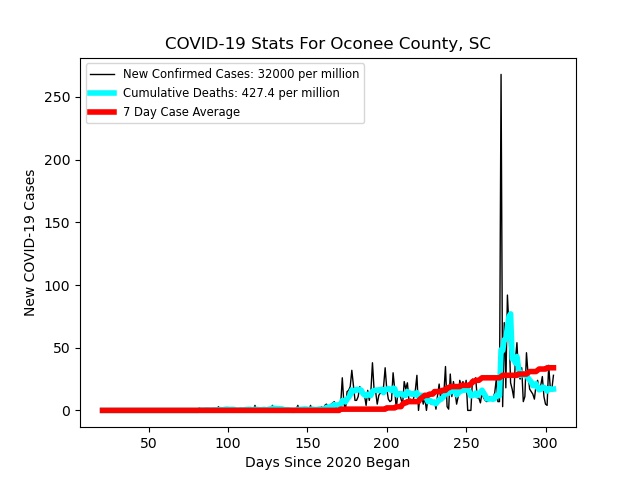 COVID-19 Stats For Oconee County, SC
New Confirmed Cases: 32000 per million
Cumulative Deaths: 427.4 per million
7 Day Case Average
250
200
150
100
50
0
New COVID-19 Cases
50 100 150 200 250 300
Days Since 2020 Began